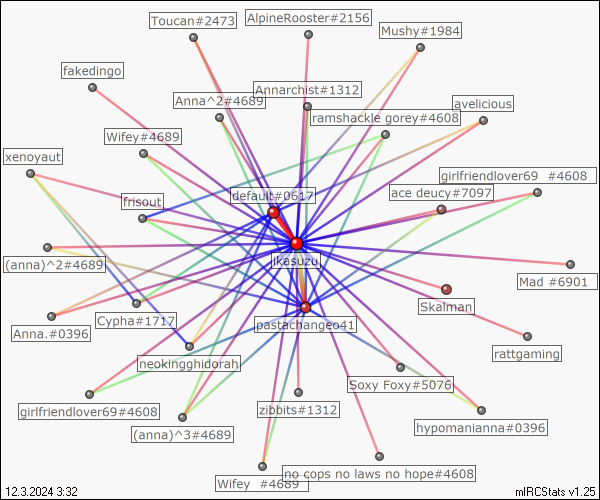 Toucan#2473
AlpineRooster#2156
Mushy#1984
fakedingo
Annarchist#1312
Anna^2#4689
avelicious
ramshackle gorey#4608
Wifey#4689
xenoyaut
girlfriendlover69 #4608
default#0617
ace deucy#7097
frisout
ikasuzu
(anna)^2#4689
Mad #6901
Skalman
Anna.#0396
Cypha#1717
pastachangeo41
rattgaming
neokingghidorah
Soxy Foxy#5076
girlfriendlover69#4608
zibbits#1312
hypomanianna#0396
(anna)^3#4689
no cops no laws no hope#4608
Wifey #4689
12.3.2024 3:32
mIRCStats v1.25